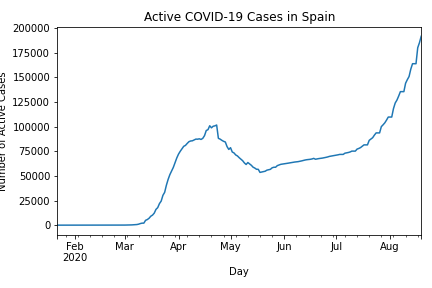 Active COVID-19 Cases in Spain
Number of Active Cases
200000
175000
150000
125000
100000
75000
50000
25000
0
Feb Mar Apr May Jun Jul Aug
2020
Day